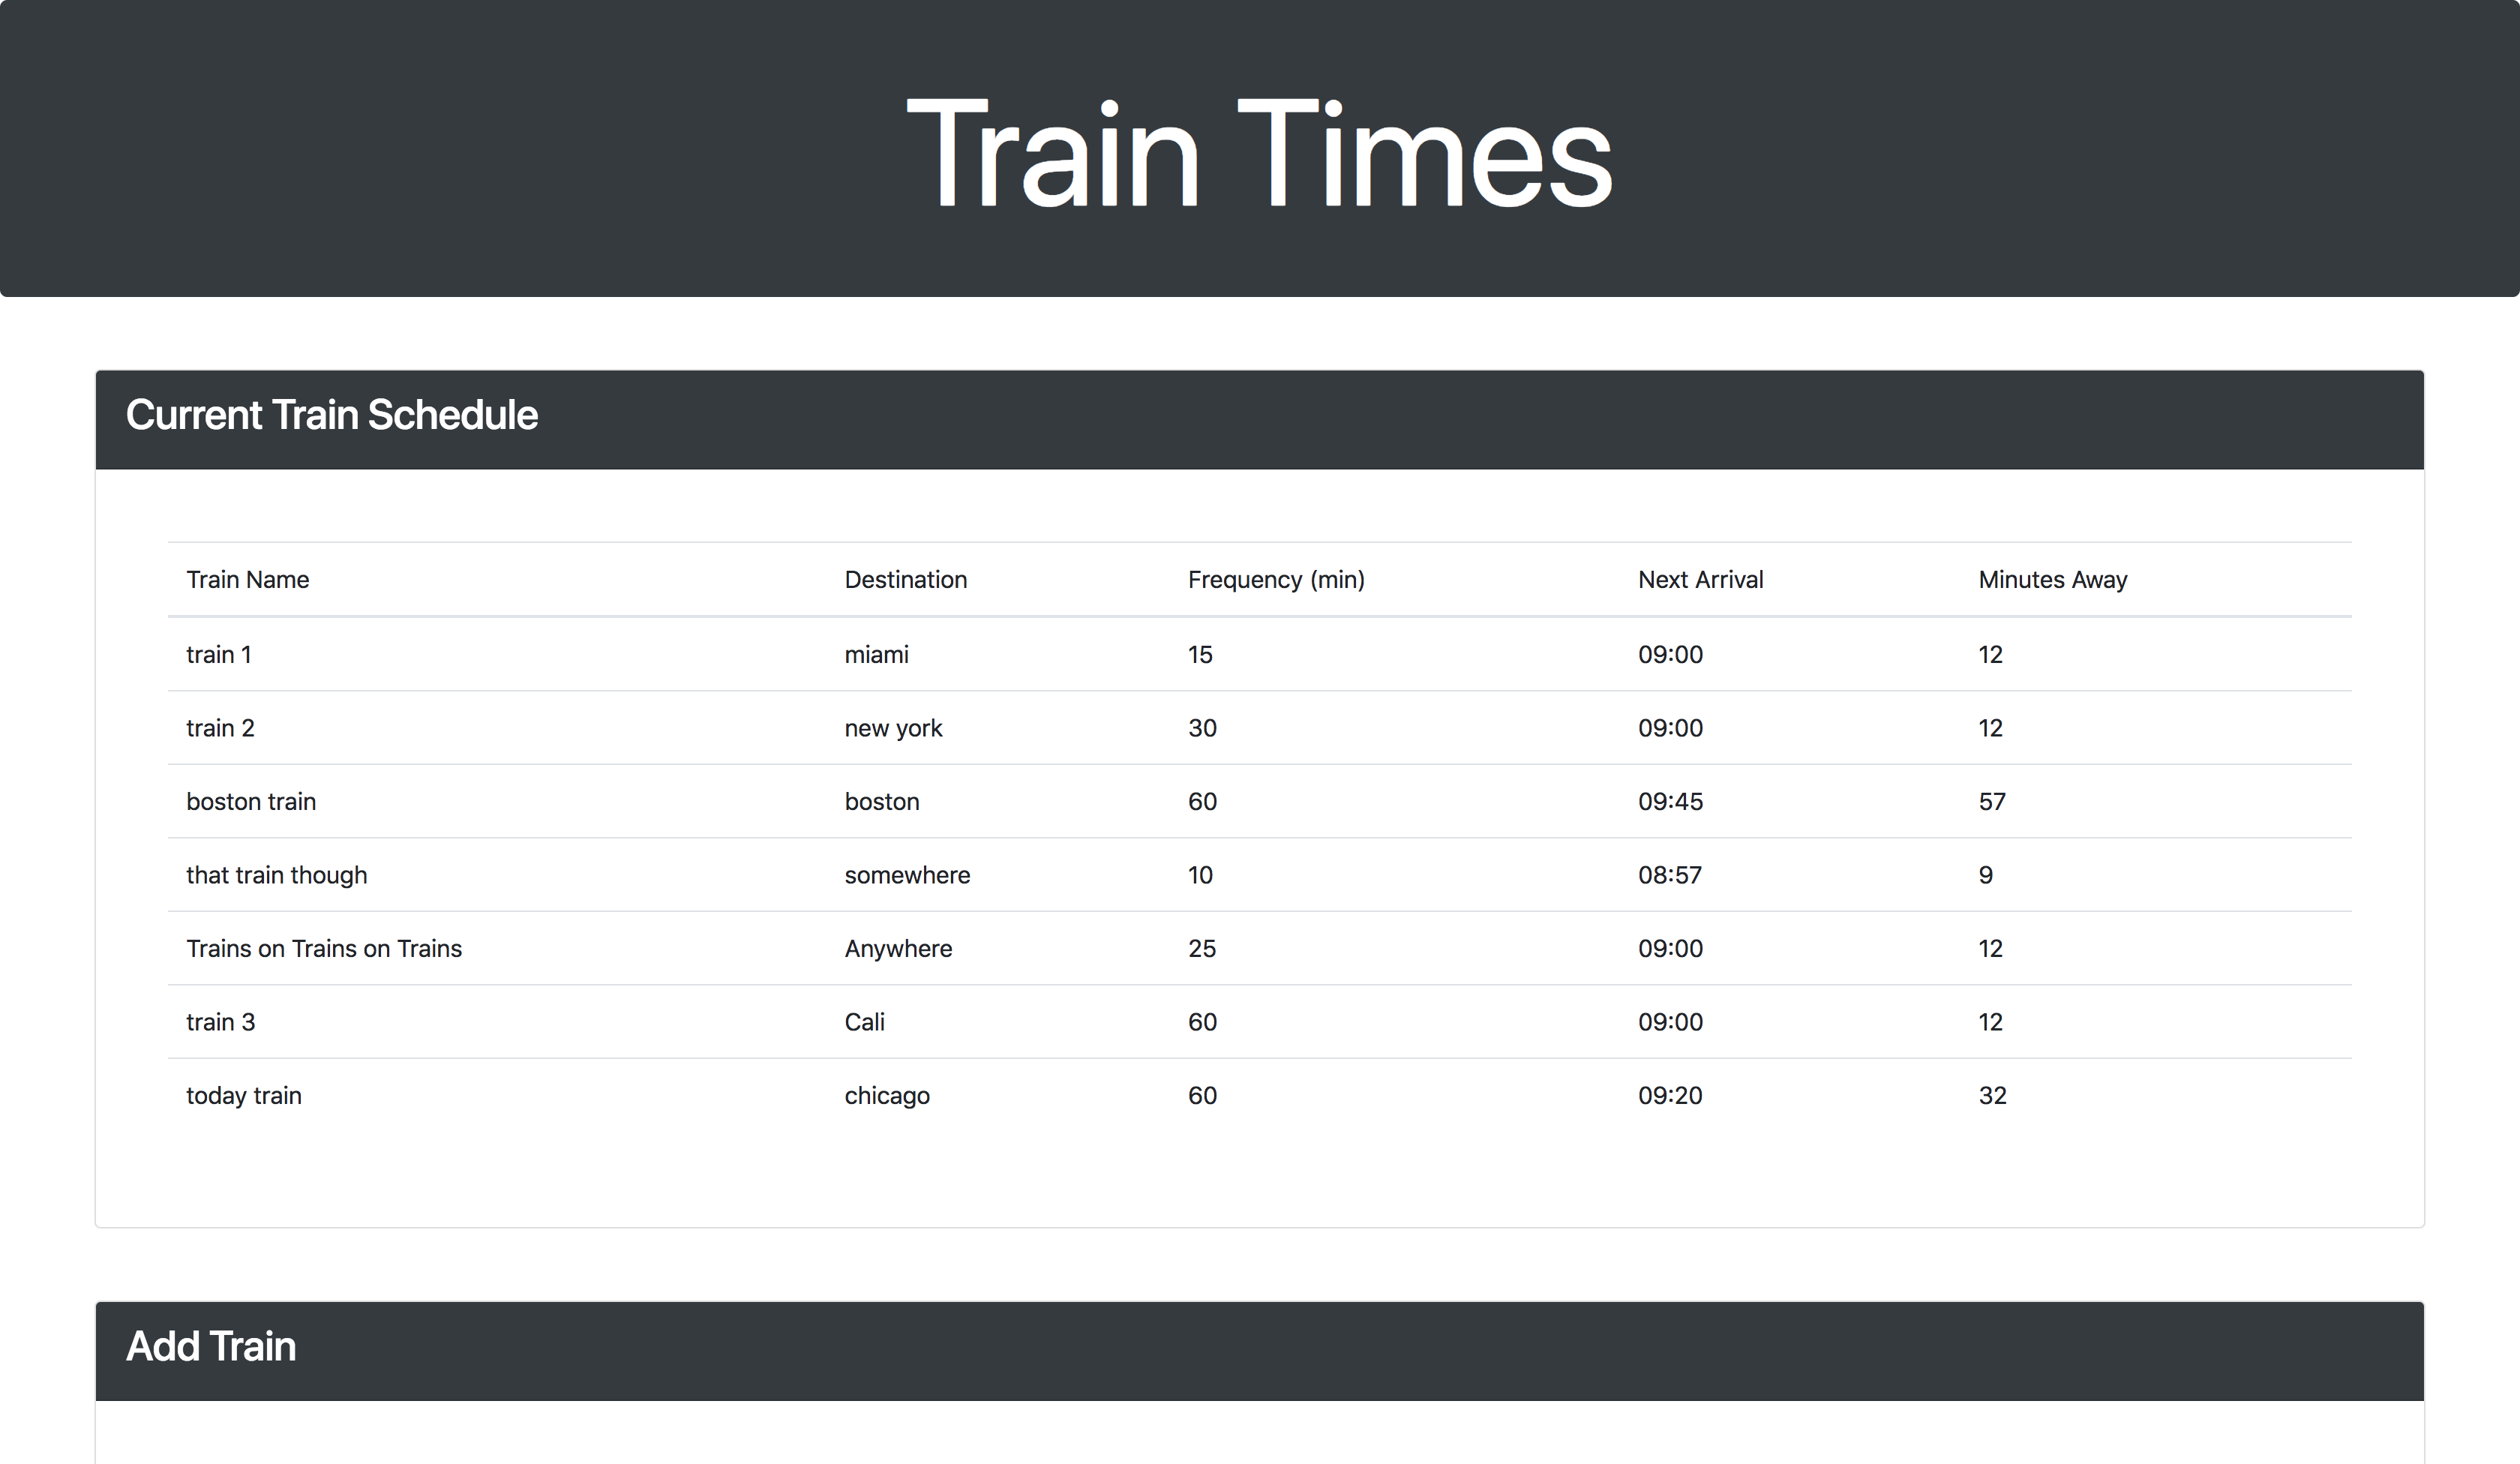 Train Times
Current Train Schedule
Train Name Destination Frequency (min) Next Arrival Minutes Away
train 1 miami 15 09:00 12
train 2 new york 30 09:00 12
boston train boston 60 09:45 57
that train though somewhere 10 08:57 9
Trains on Trains on Trains Anywhere 25 09:00 12
train 3 Cali 60 09:00 12
today train chicago 60 09:20 32
Add Train